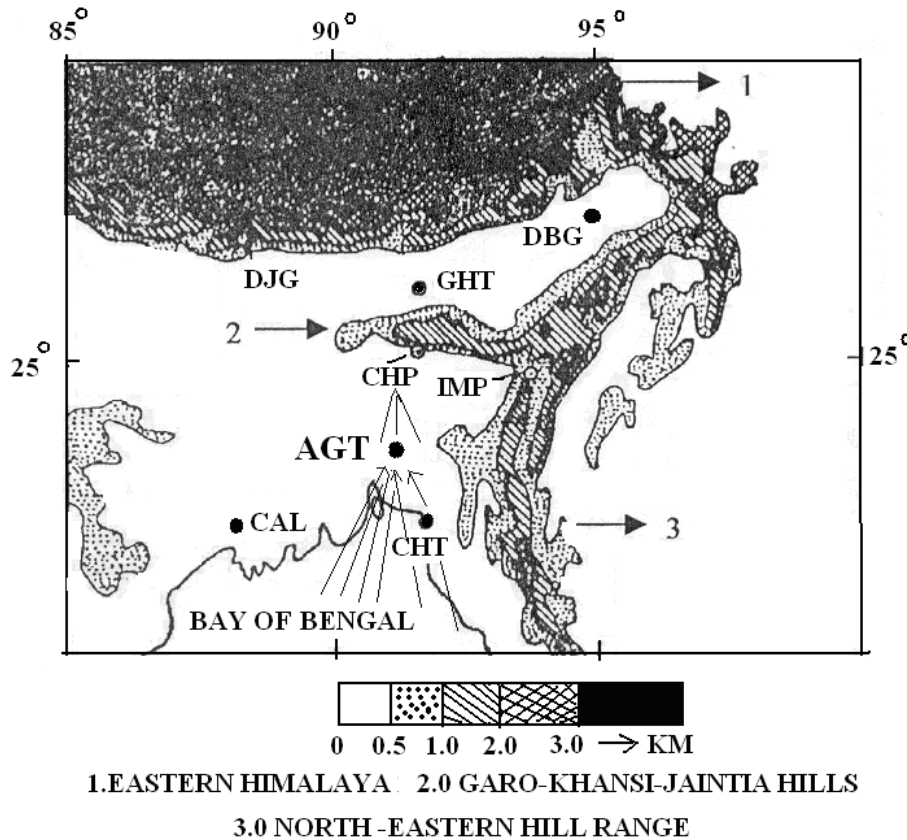 85° 90° 95°
1
DBG
DJG GHT
2
25° 25°
CHP IMP
AGT
CAL CHT 3
BAY OF BENGAL
0 0.5 1.0 2.0 3.0 → KM
1.EASTERN HIMALAYA 2.0 GARO-KHANSI-JAINTIA HILLS
3.0 NORTH -EASTERN HILL RANGE